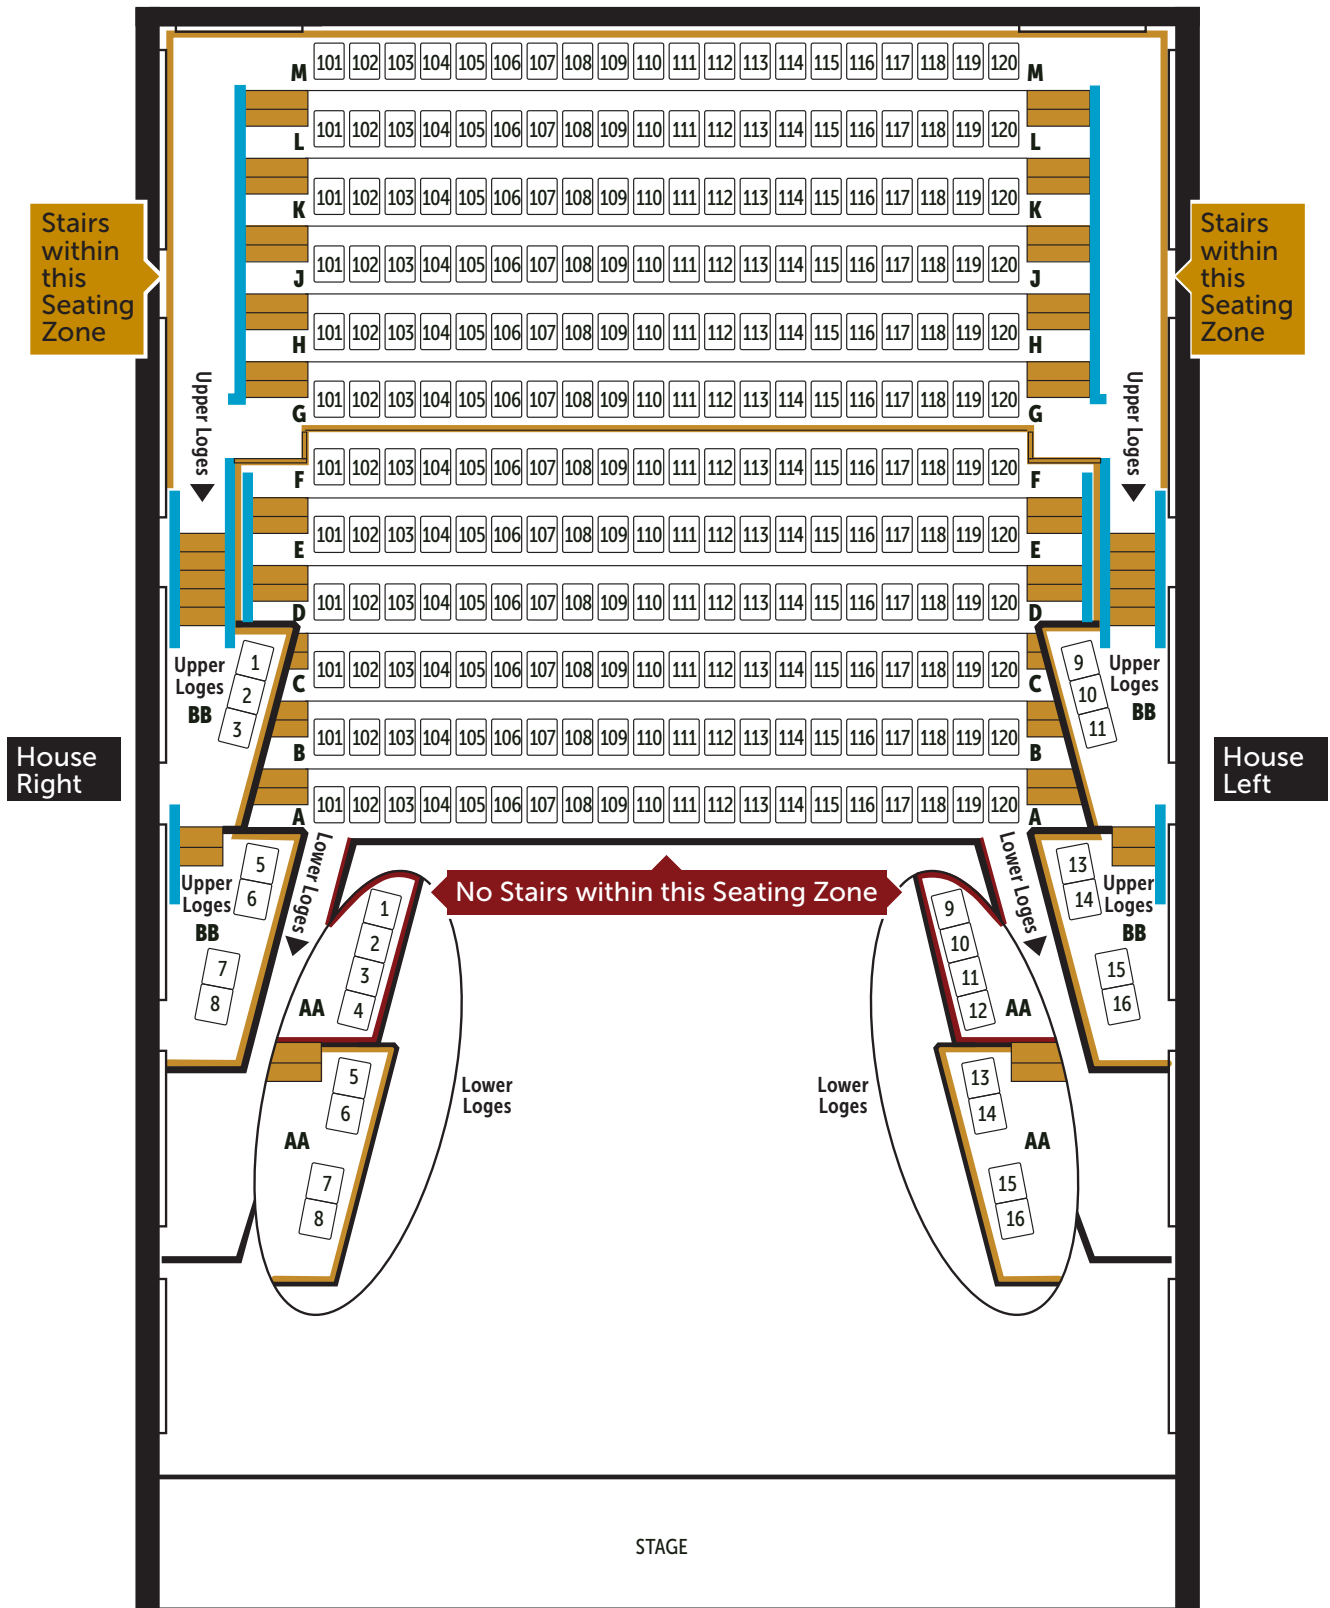 M 101 102 103 104 105 106 107 108 109 110 111 112 113 114 115 116 117 118 119 120 M
L 101 102 103 104 105 106 107 108 109 110 111 112 113 114 115 116 117 118 119 120 L
K 101 102 103 104 105 106 107 108 109 110 111 112 113 114 115 116 117 118 119 120 K
Stairs
within
this
Seating
Zone
Stairs
within
this
Seating
Zone
J 101 102 103 104 105 106 107 108 109 110 111 112 113 114 115 116 117 118 119 120 J
H 101 102 103 104 105 106 107 108 109 110 111 112 113 114 115 116 117 118 119 120 H
G 101 102 103 104 105 106 107 108 109 110 111 112 113 114 115 116 117 118 119 120 G
Upper Loges
Upper Loges
F 101 102 103 104 105 106 107 108 109 110 111 112 113 114 115 116 117 118 119 120 F
E 101 102 103 104 105 106 107 108 109 110 111 112 113 114 115 116 117 118 119 120 E
D 101 102 103 104 105 106 107 108 109 110 111 112 113 114 115 116 117 118 119 120 D
C 101 102 103 104 105 106 107 108 109 110 111 112 113 114 115 116 117 118 119 120 C
Upper
Loges
BB
1
2
3
9
10
11
Upper
Loges
BB
B 101 102 103 104 105 106 107 108 109 110 111 112 113 114 115 116 117 118 119 120 B
House
Right
House
Left
A 101 102 103 104 105 106 107 108 109 110 111 112 113 114 115 116 117 118 119 120 A
Upper
Loges
BB
5
6
7
8
Lower Loges
No Stairs within this Seating Zone
Lower Loges
13
14
15
16
Upper
Loges
BB
1
2
3
4
AA
9
10
11
12
AA
5
6
7
8
AA
Lower
Loges
Lower
Loges
13
14
15
16
AA
STAGE